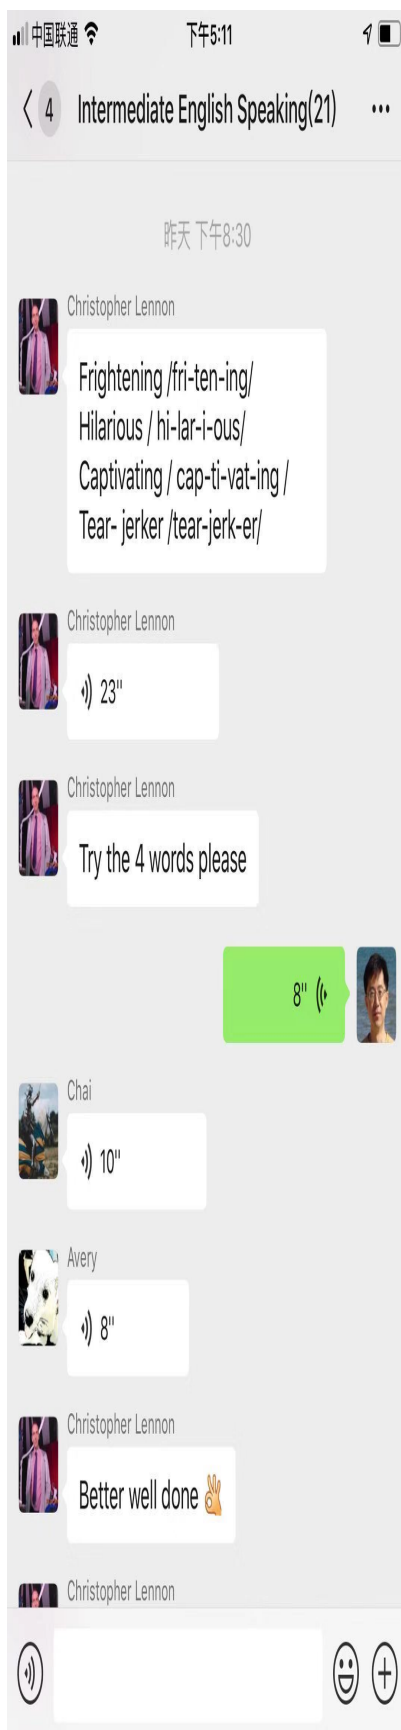 中国联通
下午5:11
4
Intermediate English Speaking(21)
昨天 下午8:30
Christopher Lennon
Frightening /fri-ten-ing/
Hilarious / hi-lar-i-ous/
Captivating / cap-ti-vat-ing /
Tear- jerker /tear-jerk-er/
Christopher Lennon
23"
Christopher Lennon
Try the 4 words please
8"
Chai
10"
Avery
8"
Christopher Lennon
Better well done 👌
Christopher Lennon